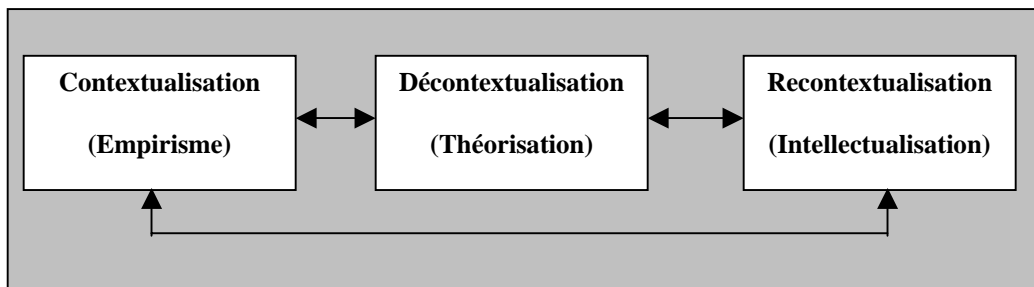 Contextualisation
(Empirisme)
Décontextualisation
(Théorisation)
Recontextualisation
(Intellectualisation)